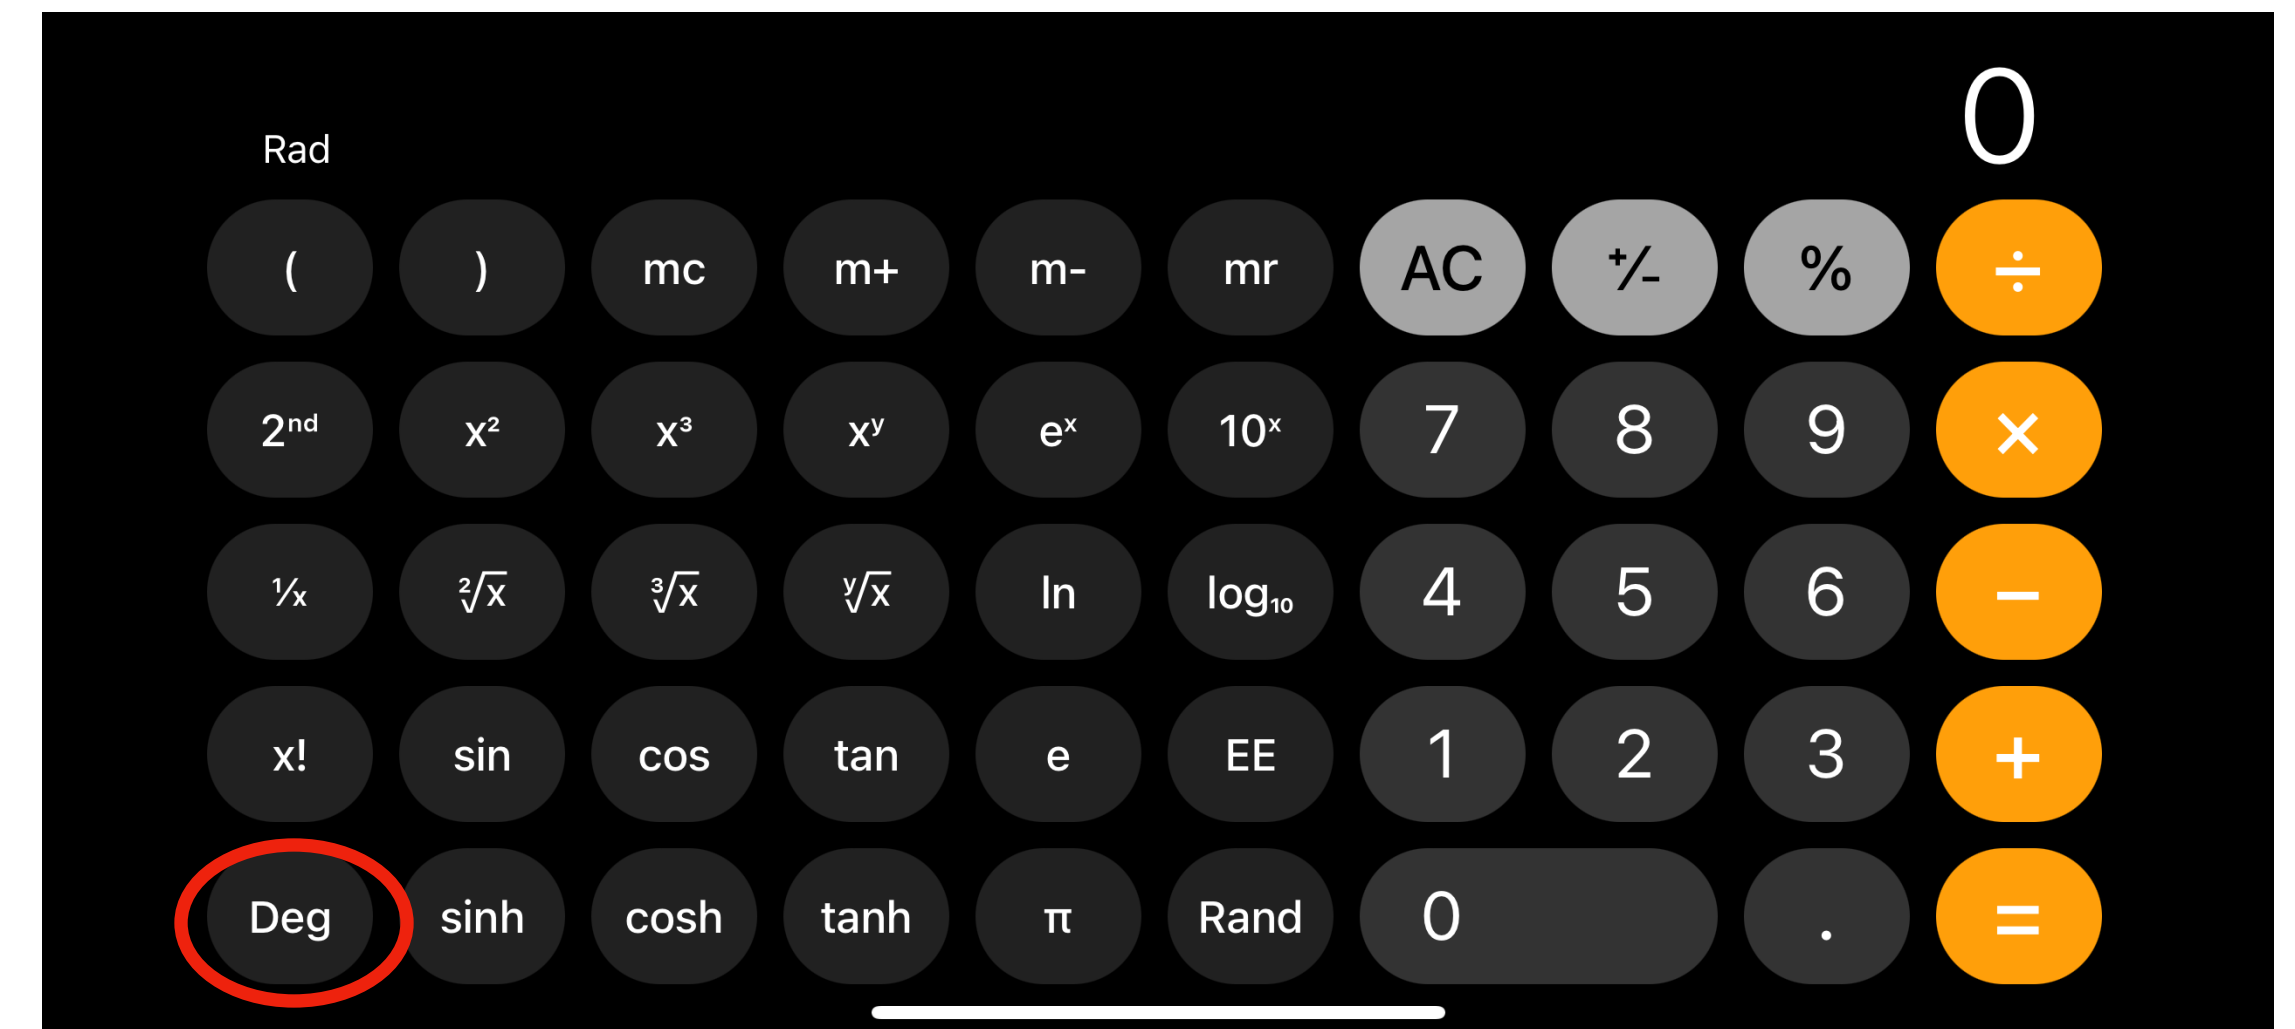 0
Rad
( ) mc m+ m- mr AC +/- % ÷
2ⁿᵈ x² x³ xʸ eˣ 10ˣ 7 8 9 ×
1/x ²√x ³√x ʸ√x ln log₁₀ 4 5 6 −
x! sin cos tan e EE 1 2 3 +
Deg sinh cosh tanh π Rand 0 . =